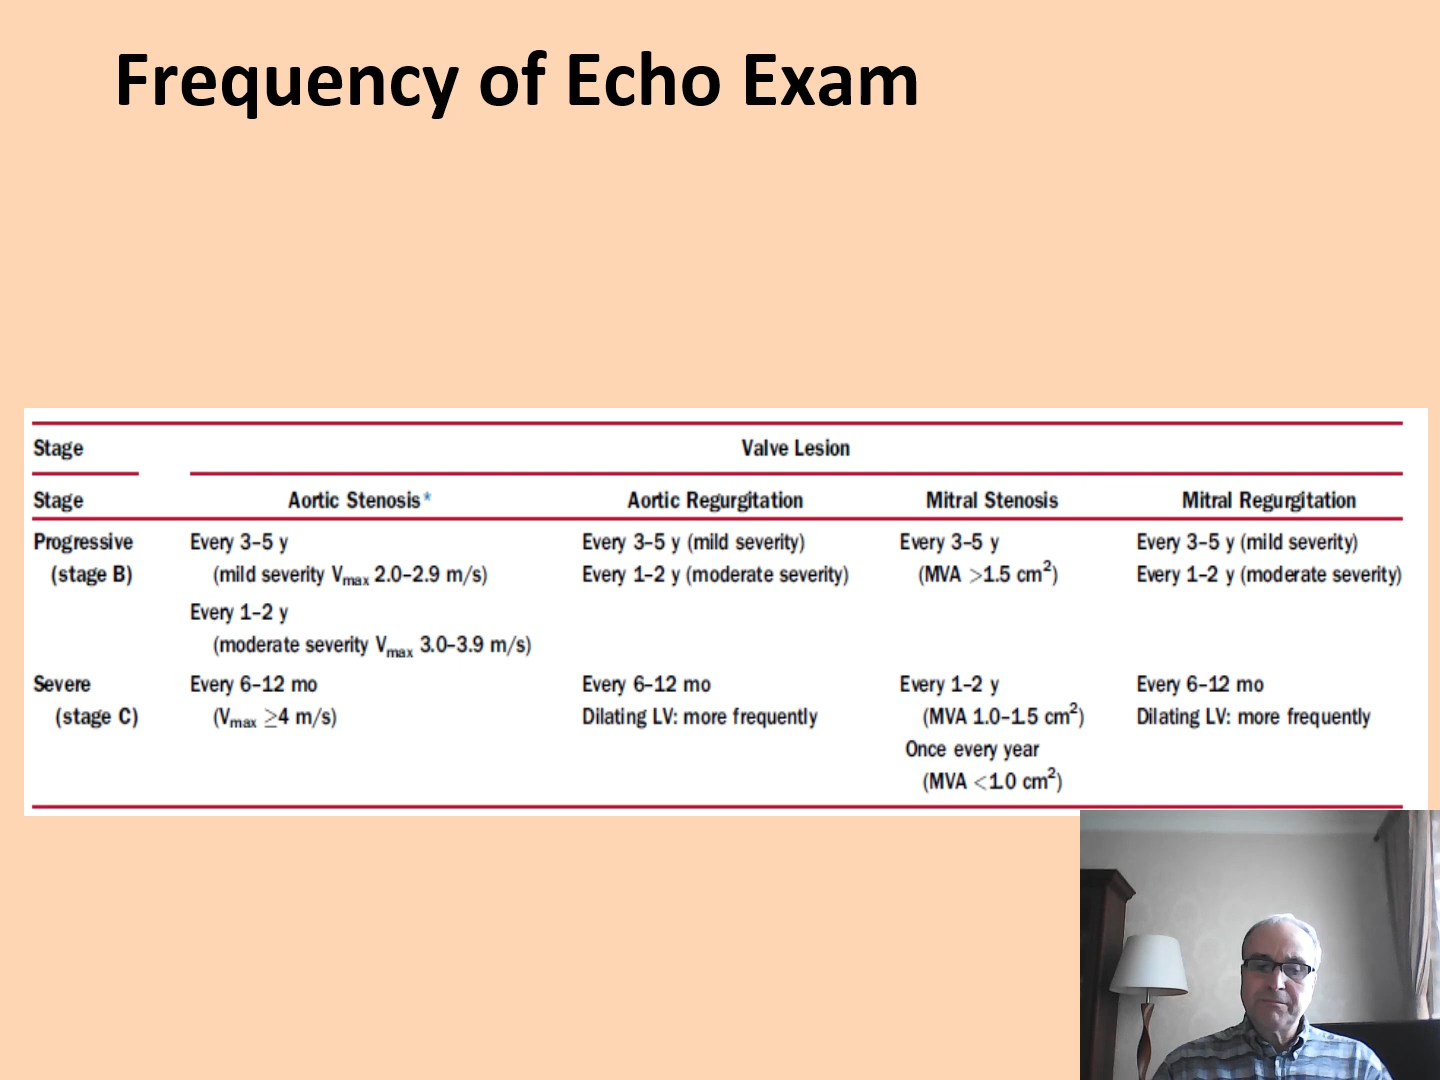 Frequency of Echo Exam
Stage Valve Lesion
Stage Aortic Stenosis* Aortic Regurgitation Mitral Stenosis Mitral Regurgitation
Progressive Every 3–5 y Every 3–5 y (mild severity) Every 3–5 y Every 3–5 y (mild severity)
(stage B) (mild severity Vmax 2.0–2.9 m/s) Every 1–2 y (moderate severity) (MVA >1.5 cm²) Every 1–2 y (moderate severity)
Every 1–2 y
(moderate severity Vmax 3.0–3.9 m/s)
Severe Every 6–12 mo Every 6–12 mo Every 1–2 y Every 6–12 mo
(stage C) (Vmax ≥4 m/s) Dilating LV: more frequently (MVA 1.0–1.5 cm²) Dilating LV: more frequently
Once every year
(MVA <1.0 cm²)